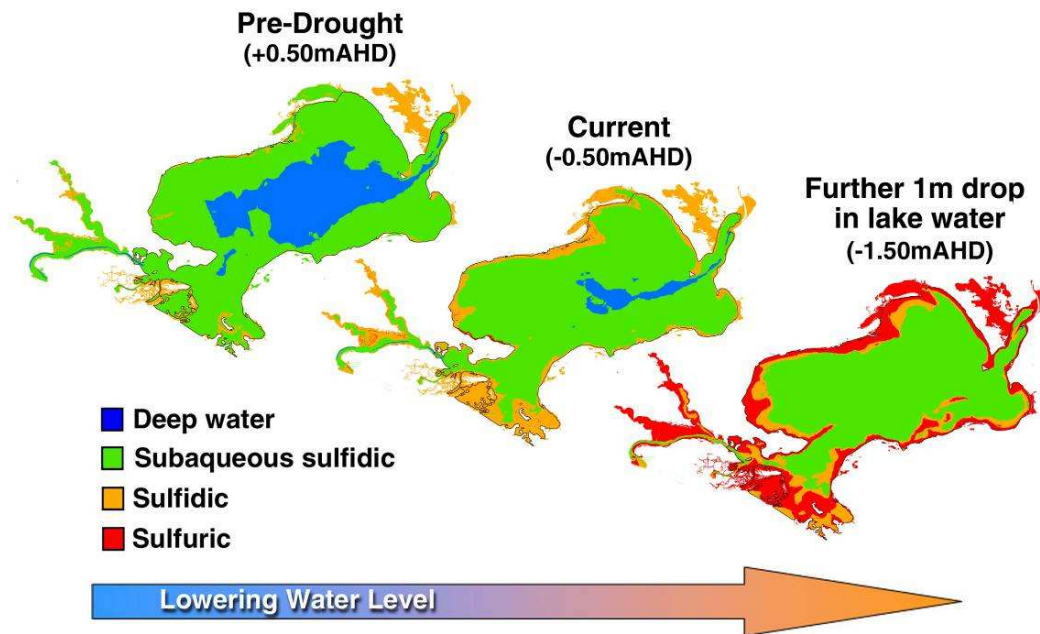 Pre-Drought
(+0.50mAHD)
Current
(-0.50mAHD)
Further 1m drop
in lake water
(-1.50mAHD)
Deep water
Subaqueous sulfidic
Sulfidic
Sulfuric
Lowering Water Level